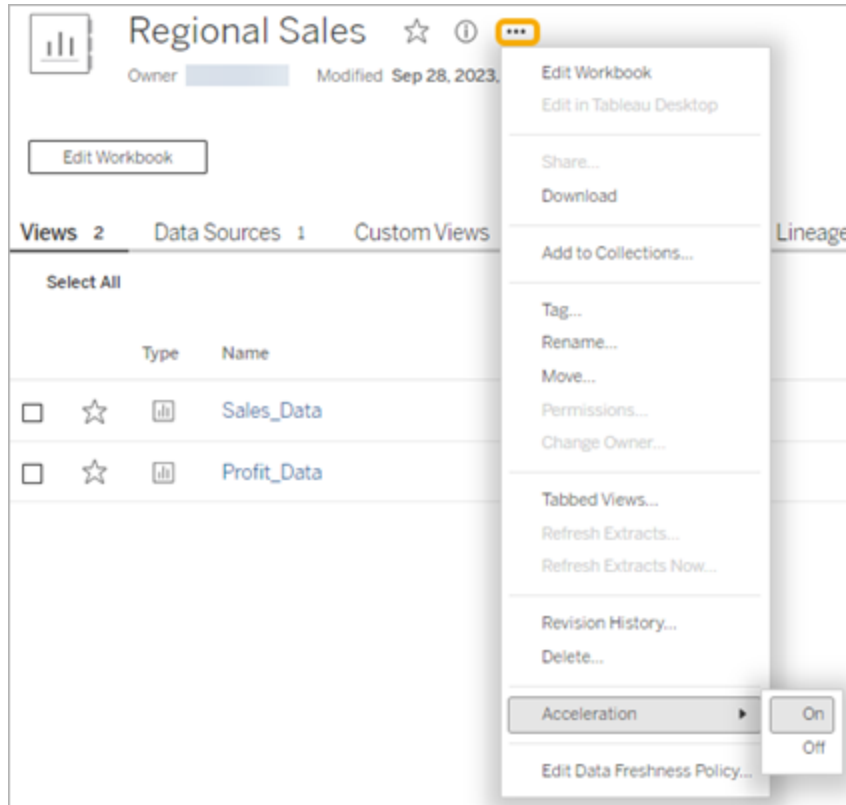 Regional Sales
Owner Modified Sep 28, 2023,
Edit Workbook
Views 2 Data Sources 1 Custom Views Lineage
Select All
Type Name
Sales_Data
Profit_Data
Edit Workbook
Edit in Tableau Desktop
Share...
Download
Add to Collections...
Tag...
Rename...
Move...
Permissions...
Change Owner...
Tabbed Views...
Refresh Extracts...
Refresh Extracts Now...
Revision History...
Delete...
Acceleration
On
Off
Edit Data Freshness Policy...